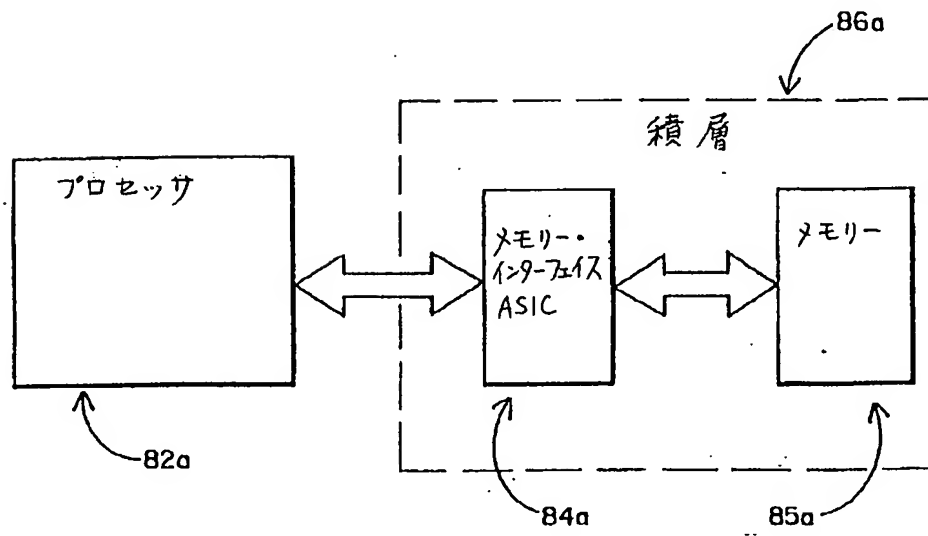 86a
積層
プロセッサ
メモリー・
インターフェイス
ASIC
メモリー
82a
84a
85a